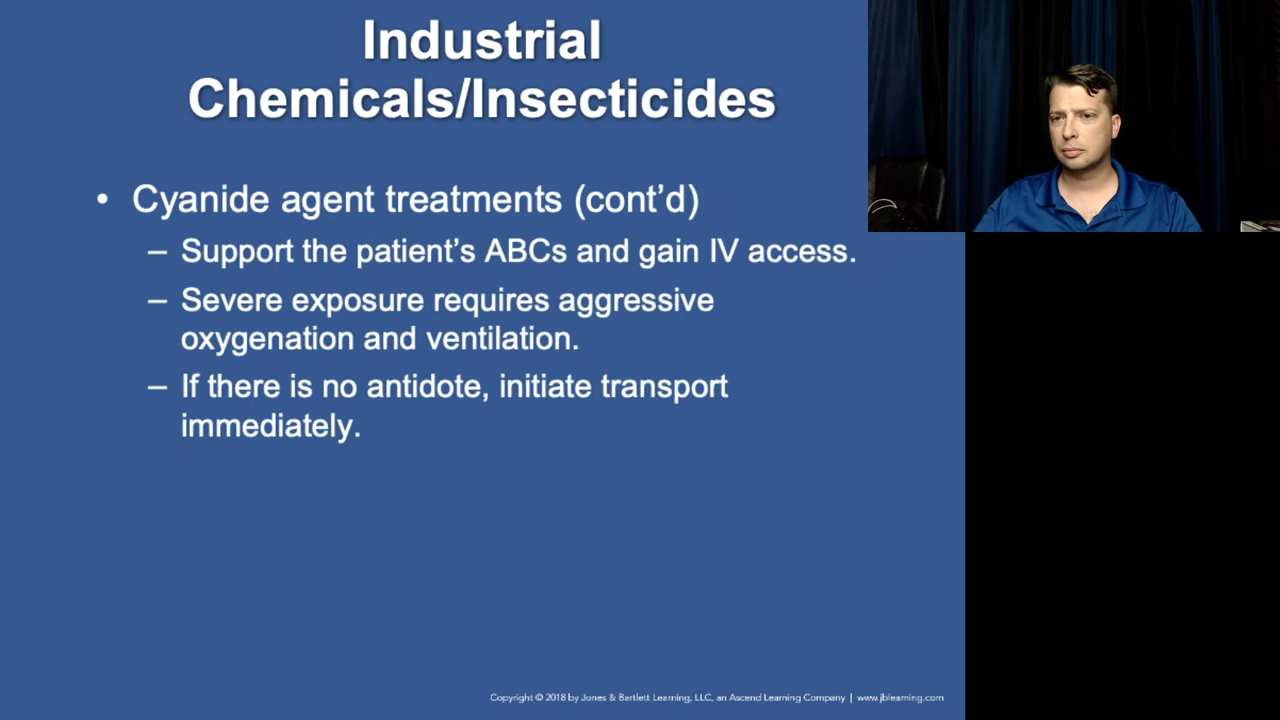 Industrial
Chemicals/Insecticides
• Cyanide agent treatments (cont’d)
– Support the patient’s ABCs and gain IV access.
– Severe exposure requires aggressive
oxygenation and ventilation.
– If there is no antidote, initiate transport
immediately.
Copyright © 2018 by Jones & Bartlett Learning, LLC, an Ascend Learning Company | www.jblearning.com